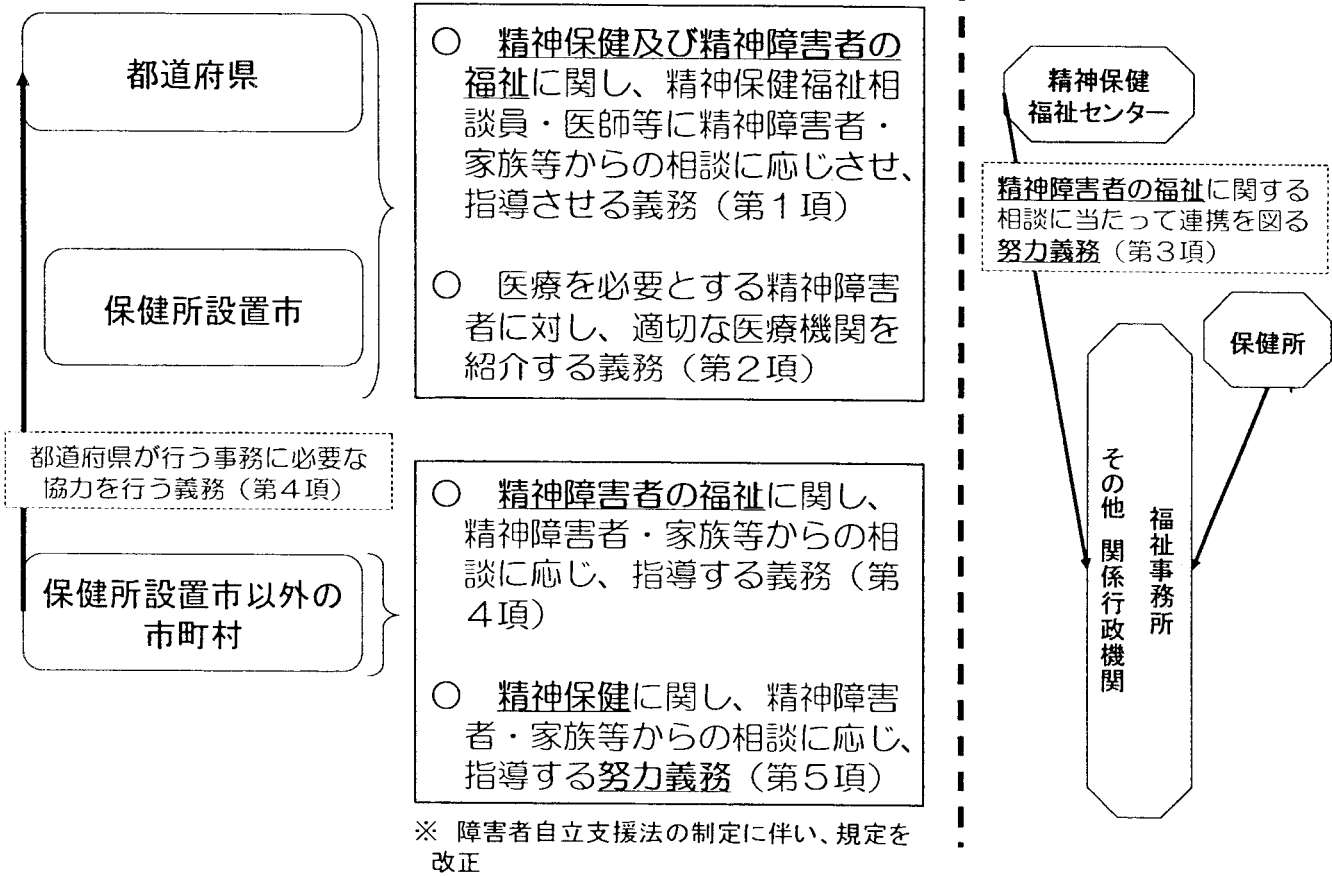 都道府県
保健所設置市
都道府県が行う事務に必要な
協力を行う義務（第４項）
保健所設置市以外の
市町村
○　精神保健及び精神障害者の
福祉に関し、精神保健福祉相
談員・医師等に精神障害者・
家族等からの相談に応じさせ、
指導させる義務（第１項）
○　医療を必要とする精神障害
者に対し、適切な医療機関を
紹介する義務（第２項）
○　精神障害者の福祉に関し、
精神障害者・家族等からの相
談に応じ、指導する義務（第
４項）
○　精神保健に関し、精神障害
者・家族等からの相談に応じ、
指導する努力義務（第５項）
※　障害者自立支援法の制定に伴い、規定を
改正
精神保健
福祉センター
精神障害者の福祉に関する
相談に当たって連携を図る
努力義務（第３項）
保健所
福祉事務所
その他 関係行政機関